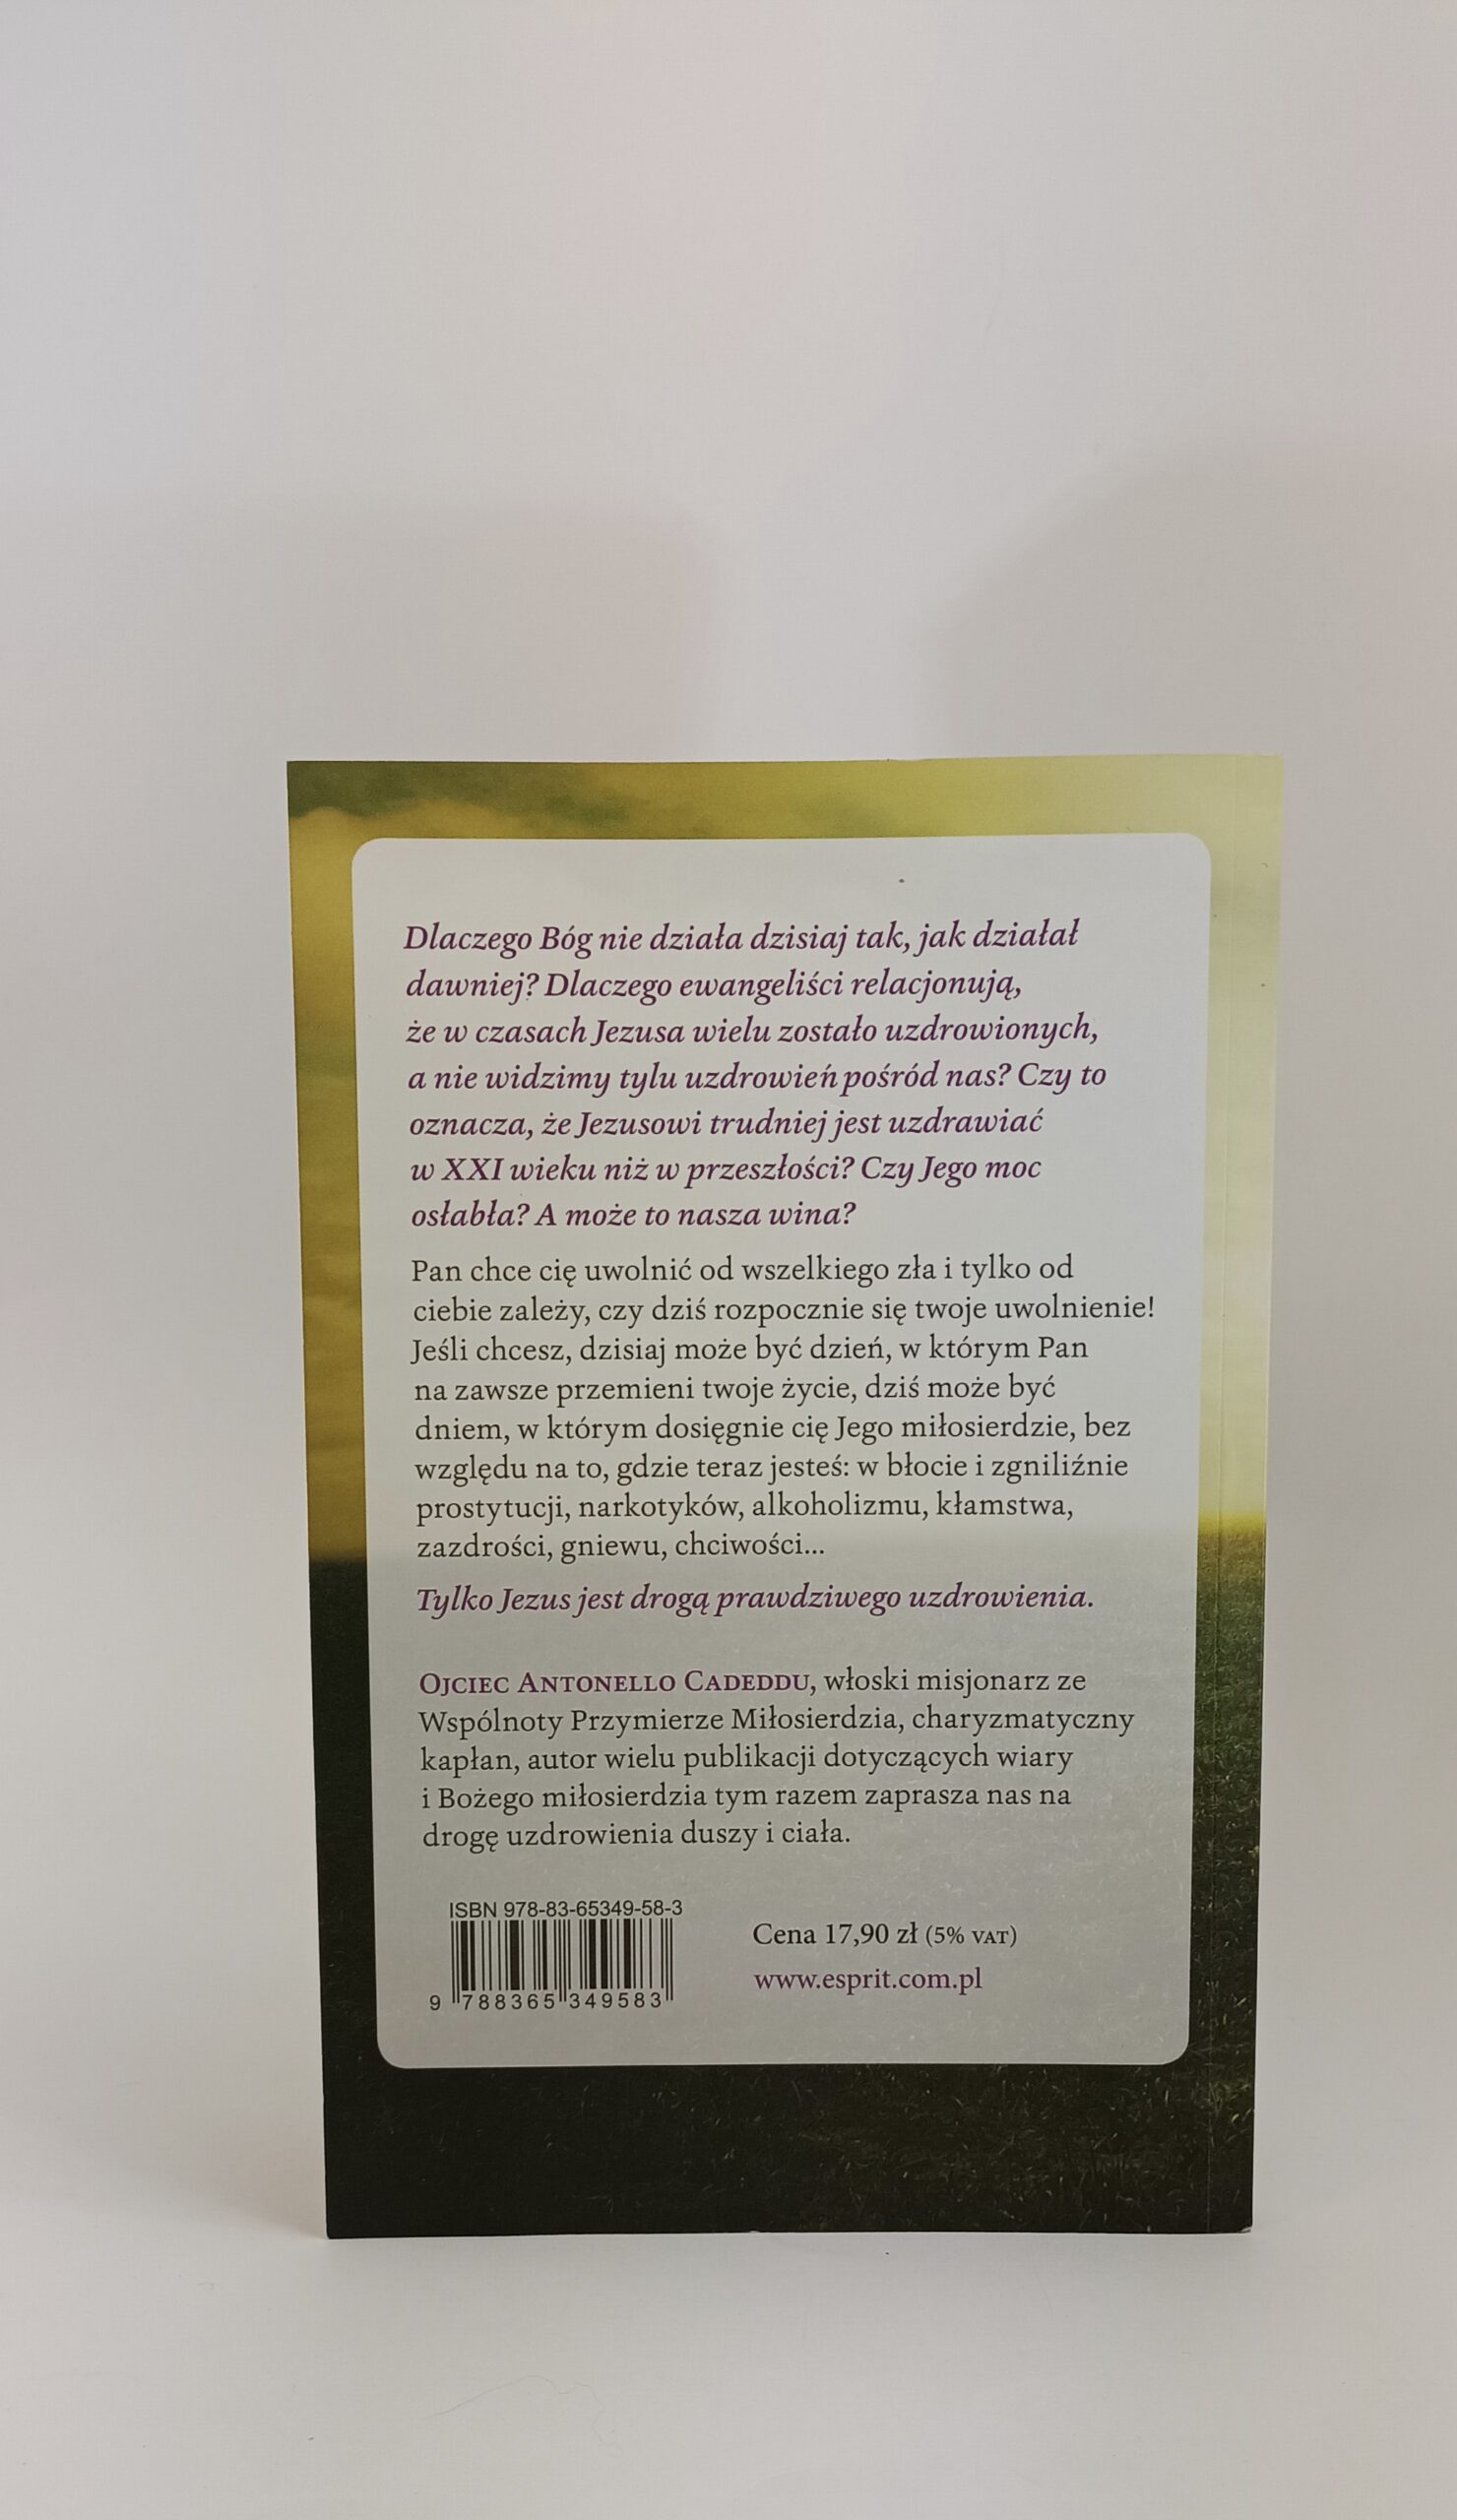 Dlaczego Bóg nie działa dzisiaj tak, jak działał
dawniej? Dlaczego ewangeliści relacjonują,
że w czasach Jezusa wielu zostało uzdrowionych,
a nie widzimy tylu uzdrowień pośród nas? Czy to
oznacza, że Jezusowi trudniej jest uzdrawiać
w XXI wieku niż w przeszłości? Czy Jego moc
osłabła? A może to nasza wina?
Pan chce cię uwolnić od wszelkiego zła i tylko od
ciebie zależy, czy dziś rozpocznie się twoje uwolnienie!
Jeśli chcesz, dzisiaj może być dzień, w którym Pan
na zawsze przemieni twoje życie, dziś może być
dniem, w którym dosięgnie cię Jego miłosierdzie, bez
względu na to, gdzie teraz jesteś: w błocie i zgniliźnie
prostytucji, narkotyków, alkoholizmu, kłamstwa,
zazdrości, gniewu, chciwości...
Tylko Jezus jest drogą prawdziwego uzdrowienia.
Ojciec Antonello Cadeddu, włoski misjonarz ze
Wspólnoty Przymierze Miłosierdzia, charyzmatyczny
kapłan, autor wielu publikacji dotyczących wiary
i Bożego miłosierdzia tym razem zaprasza nas na
drogę uzdrowienia duszy i ciała.
ISBN 978-83-65349-58-3
9 788365 349583
Cena 17,90 zł (5% VAT)
www.esprit.com.pl